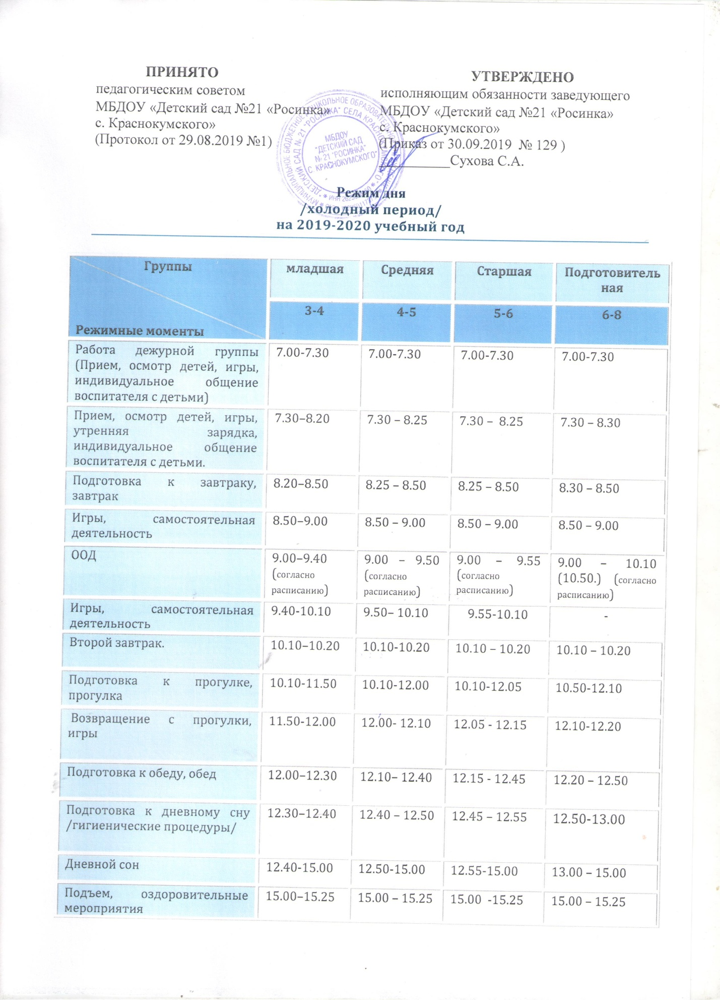 ПРИНЯТО
педагогическим советом
МБДОУ «Детский сад №21 «Росинка»
с. Краснокумского»
(Протокол от 29.08.2019 №1)
УТВЕРЖДЕНО
исполняющим обязанности заведующего
МБДОУ «Детский сад №21 «Росинка»
с. Краснокумского»
(Приказ от 30.09.2019 № 129 )
____________Сухова С.А.
МБДОУ
"ДЕТСКИЙ САД
№ 21 "РОСИНКА"
С. КРАСНОКУМСКОГО"
Режим дня
/холодный период/
на 2019-2020 учебный год
Группы
Режимные моменты
младшая
Средняя
Старшая
Подготовитель
ная
3-4
4-5
5-6
6-8
Работа дежурной группы
(Прием, осмотр детей, игры,
индивидуальное общение
воспитателя с детьми)
7.00-7.30
7.00-7.30
7.00-7.30
7.00-7.30
Прием, осмотр детей, игры,
утренняя зарядка,
индивидуальное общение
воспитателя с детьми.
7.30–8.20
7.30 – 8.25
7.30 – 8.25
7.30 – 8.30
Подготовка к завтраку,
завтрак
8.20–8.50
8.25 – 8.50
8.25 – 8.50
8.30 – 8.50
Игры, самостоятельная
деятельность
8.50–9.00
8.50 – 9.00
8.50 – 9.00
8.50 – 9.00
ООД
9.00–9.40
(согласно
расписанию)
9.00 – 9.50
(согласно
расписанию)
9.00 – 9.55
(согласно
расписанию)
9.00 – 10.10
(10.50.) (согласно
расписанию)
Игры, самостоятельная
деятельность
9.40-10.10
9.50– 10.10
9.55-10.10
-
Второй завтрак.
10.10–10.20
10.10-10.20
10.10 – 10.20
10.10 – 10.20
Подготовка к прогулке,
прогулка
10.10-11.50
10.10-12.00
10.10-12.05
10.50-12.10
Возвращение с прогулки,
игры
11.50-12.00
12.00- 12.10
12.05 - 12.15
12.10-12.20
Подготовка к обеду, обед
12.00–12.30
12.10– 12.40
12.15 - 12.45
12.20 – 12.50
Подготовка к дневному сну
/гигиенические процедуры/
12.30–12.40
12.40 – 12.50
12.45 – 12.55
12.50-13.00
Дневной сон
12.40-15.00
12.50-15.00
12.55-15.00
13.00 – 15.00
Подъем, оздоровительные
мероприятия
15.00–15.25
15.00 – 15.25
15.00 -15.25
15.00 – 15.25